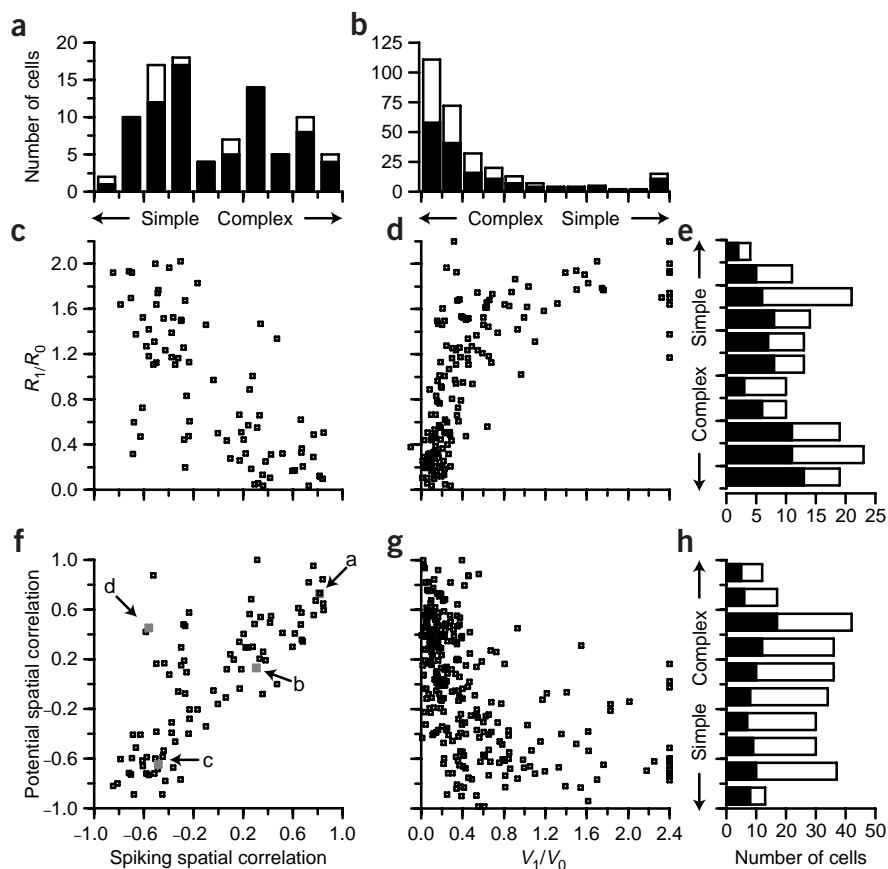 a
b
20
15
10
5
0
Number of cells
125
100
75
50
25
0
Simple Complex
Complex Simple
c
d
e
2.0
1.6
1.2
0.8
0.4
0.0
R1/R0
Simple
Complex
0 5 10 15 20 25
f
g
h
1.0
0.6
0.2
−0.2
−0.6
−1.0
Potential spatial correlation
a
d
b
c
−1.0 −0.6 −0.2 0.2 0.6 1.0
Spiking spatial correlation
0.0 0.4 0.8 1.2 1.6 2.0 2.4
V1/V0
Complex
Simple
0 10 20 30 40 50
Number of cells